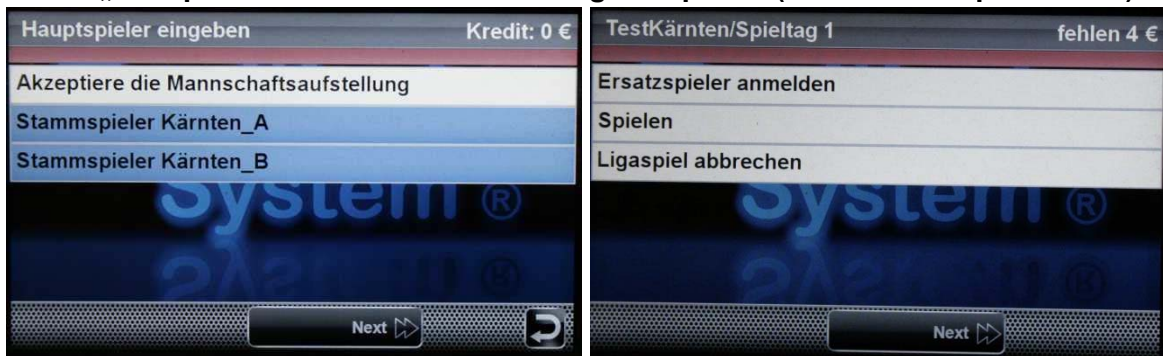 Hauptspieler eingeben Kredit: 0 €
Akzeptiere die Mannschaftsaufstellung
Stammspieler Kärnten_A
Stammspieler Kärnten_B
System ®
Next
TestKärnten/Spieltag 1 fehlen 4 €
Ersatzspieler anmelden
Spielen
Ligaspiel abbrechen
System ®
Next